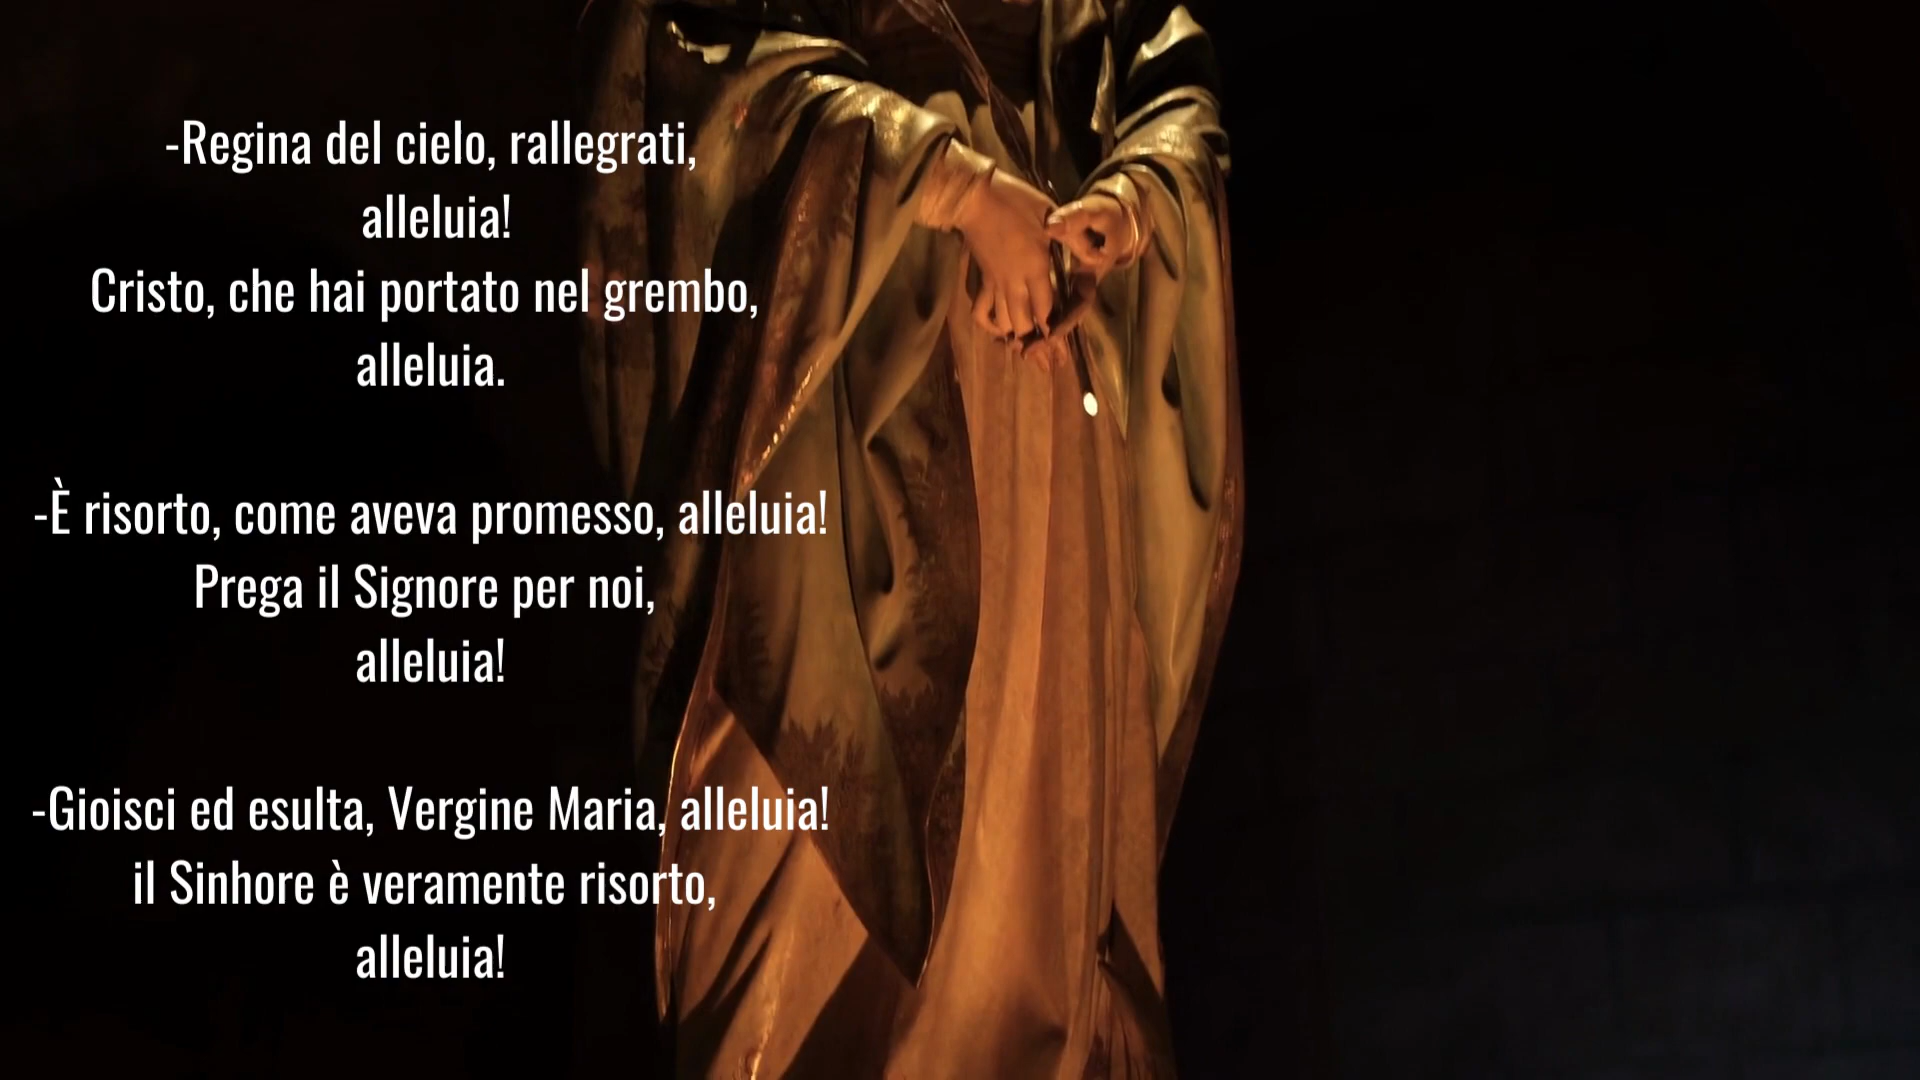 -Regina del cielo, rallegrati,
alleluia!
Cristo, che hai portato nel grembo,
alleluia.
-È risorto, come aveva promesso, alleluia!
Prega il Signore per noi,
alleluia!
-Gioisci ed esulta, Vergine Maria, alleluia!
il Sinhore è veramente risorto,
alleluia!